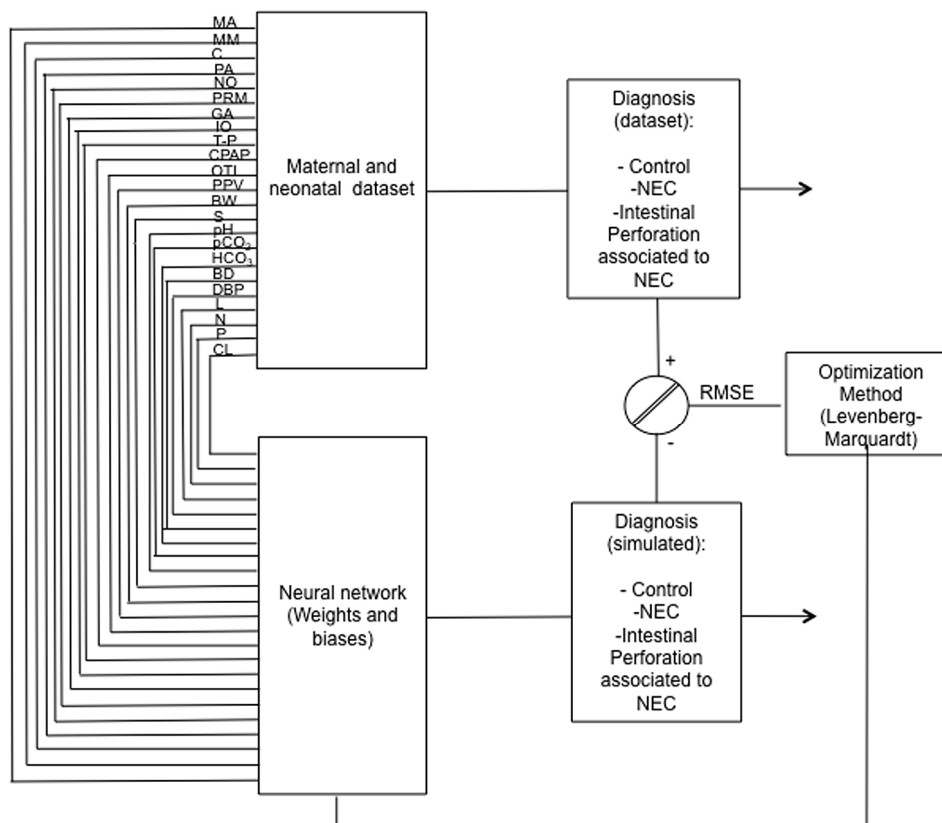 MA
MM
C
PA
NO
PRM
GA
IO
T-P
CPAP
OTI
PPV
BW
S
pH
pCO₂
HCO₃
BD
DBP
L
N
P
CL
Maternal and
neonatal dataset
Diagnosis
(dataset):
- Control
-NEC
-Intestinal
Perforation
associated to
NEC
+
RMSE
-
Optimization
Method
(Levenberg-
Marquardt)
Neural network
(Weights and
biases)
Diagnosis
(simulated):
- Control
-NEC
-Intestinal
Perforation
associated to
NEC